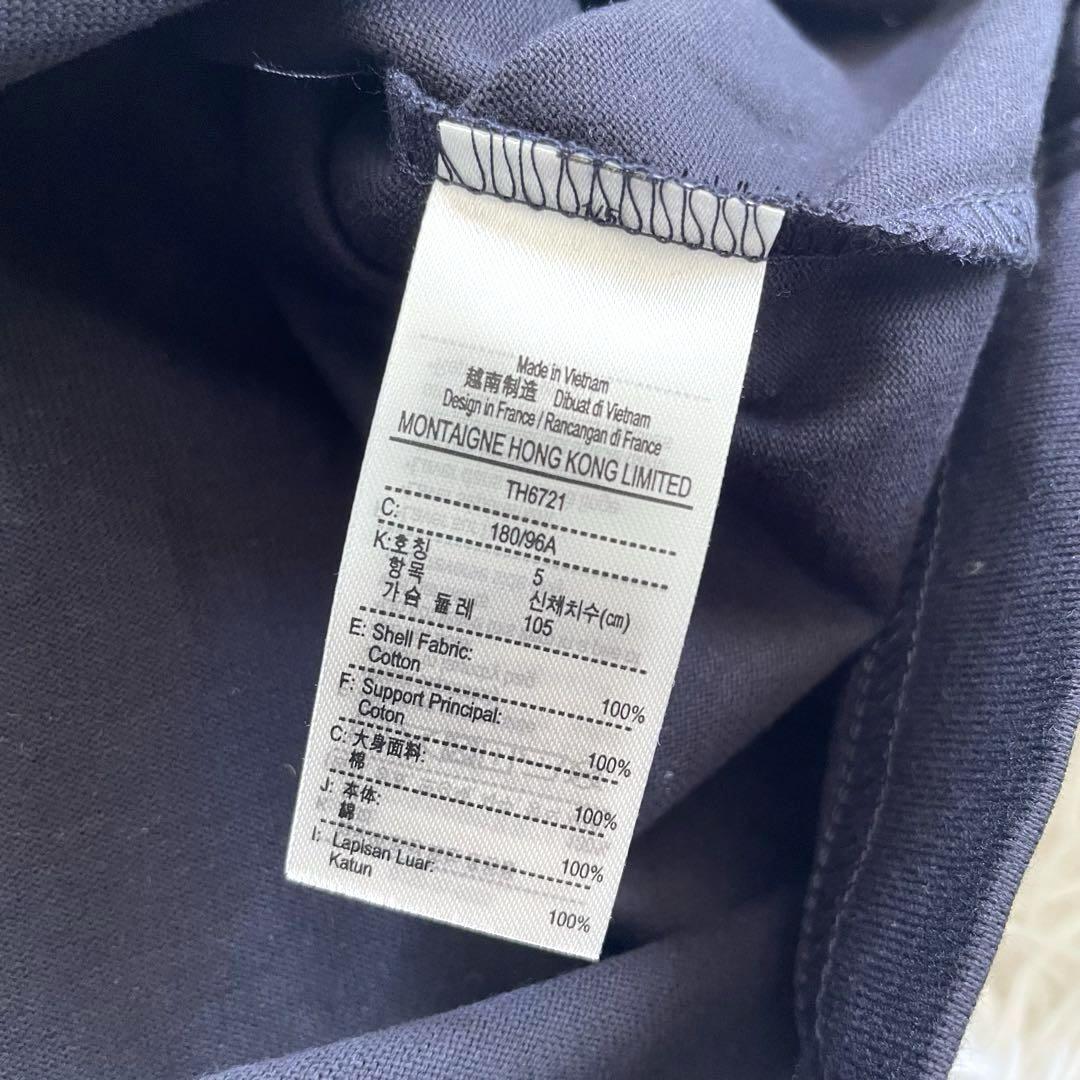 Made in Vietnam
越南制造 Dibuat di Vietnam
Design in France / Rancangan di France
MONTAIGNE HONG KONG LIMITED
TH6721
C: 180/96A
K:호칭 5
항목 신체치수(㎝)
가슴 둘레 105
E: Shell Fabric:
Cotton 100%
F: Support Principal:
Coton 100%
C: 大身面料:
棉 100%
J: 本体:
綿 100%
I: Lapisan Luar:
Katun 100%